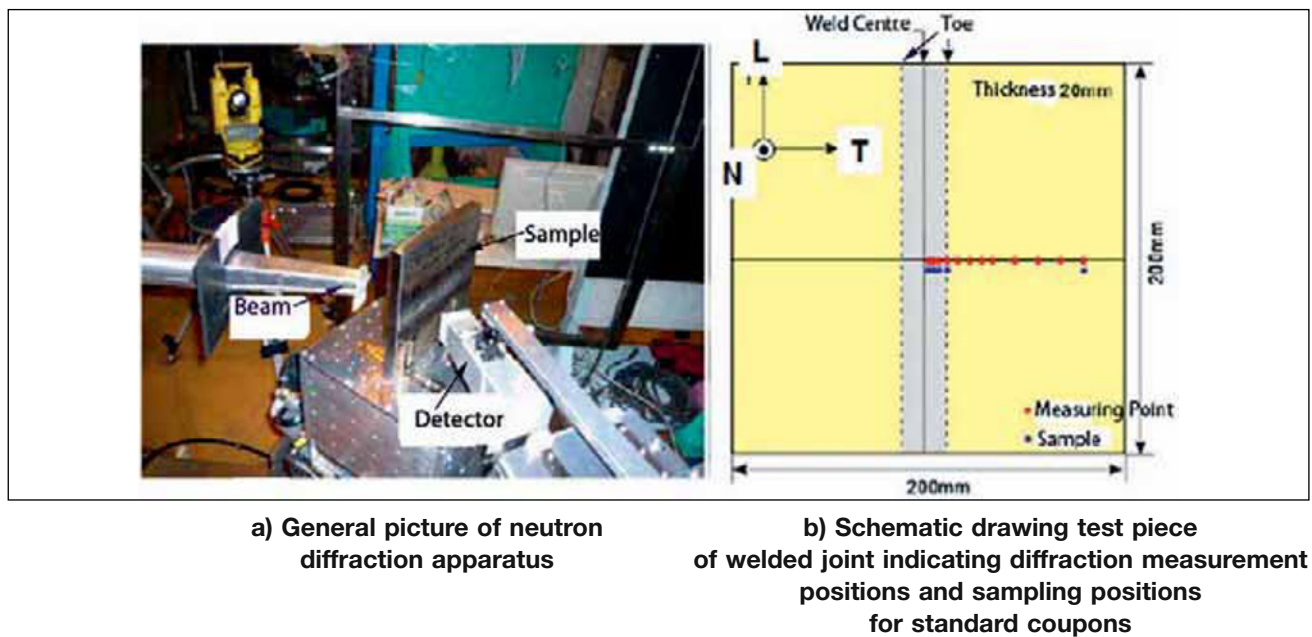 Weld Centre Toe
L
Thickness 20mm
N
T
Sample
Beam
Detector
200mm
Measuring Point
Sample
200mm
a) General picture of neutron
diffraction apparatus
b) Schematic drawing test piece
of welded joint indicating diffraction measurement
positions and sampling positions
for standard coupons